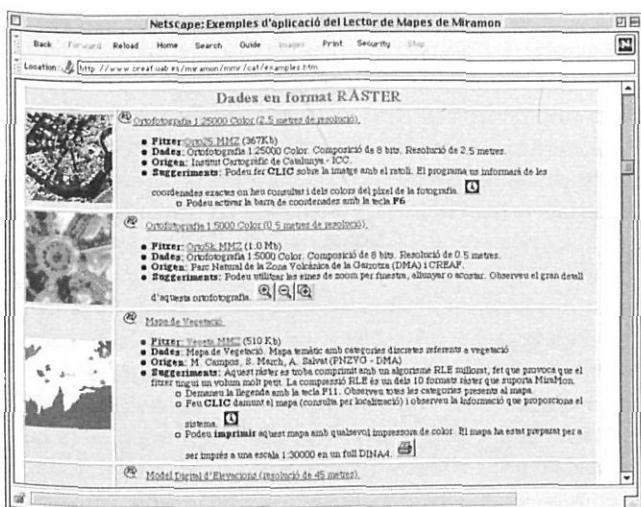 Netscape: Exemples d'aplicació del Lector de Mapes de Miramon
Back Forward Reload Home Search Guide Images Print Security Stop
Location: http://www.creaf.uab.es/miramon/mmr/cat/examples.htm
Dades en format RÀSTER
Ortofotografia 1:25000 Color (2.5 metres de resolució).
Fitxer: Orto25.MMZ (367Kb)
Dades: Ortofotografia 1:25000 Color. Composició de 8 bits. Resolució de 2.5 metres.
Origen: Institut Cartogràfic de Catalunya - ICC.
Suggeriments: Podeu fer CLIC sobre la imatge amb el ratolí. El programa us informarà de les
coordenades exactes on heu consultat i dels colors del píxel de la fotografia.
Podeu activar la barra de coordenades amb la tecla F6
Ortofotografia 1:5000 Color (0.5 metres de resolució).
Fitxer: Orto5k.MMZ (1.0 Mb)
Dades: Ortofotografia 1:5000 Color. Composició de 8 bits. Resolució de 0.5 metres.
Origen: Parc Natural de la Zona Volcànica de la Garrotxa (DMA) i CREAF.
Suggeriments: Podeu utilitzar les eines de zoom per finestra, allunyar o acostar. Observeu el gran detall
d'aquesta ortofotografia.
Mapa de Vegetació.
Fitxer: Vegeta.MMZ (510 Kb)
Dades: Mapa de Vegetació. Mapa temàtic amb categories discretes referents a vegetació
Origen: M. Campos, S. March, A. Salvat (PNZVG - DMA)
Suggeriments: Aquest ràster es troba comprimit amb un algorisme RLE millorat, fet que provoca que el
fitxer tingui un volum molt petit. La compressió RLE és un dels 10 formats ràster que suporta MiraMon.
Demaneu la llegenda amb la tecla F11. Observeu totes les categories presents al mapa.
Feu CLIC damunt el mapa (consulta per localització) i observeu la informació que proporciona el
sistema.
Podeu imprimir aquest mapa amb qualsevol impressora de color. El mapa ha estat preparat per a
ser imprès a una escala 1:30000 en un full DINA4.
Model Digital d'Elevacions (resolució de 45 metres).